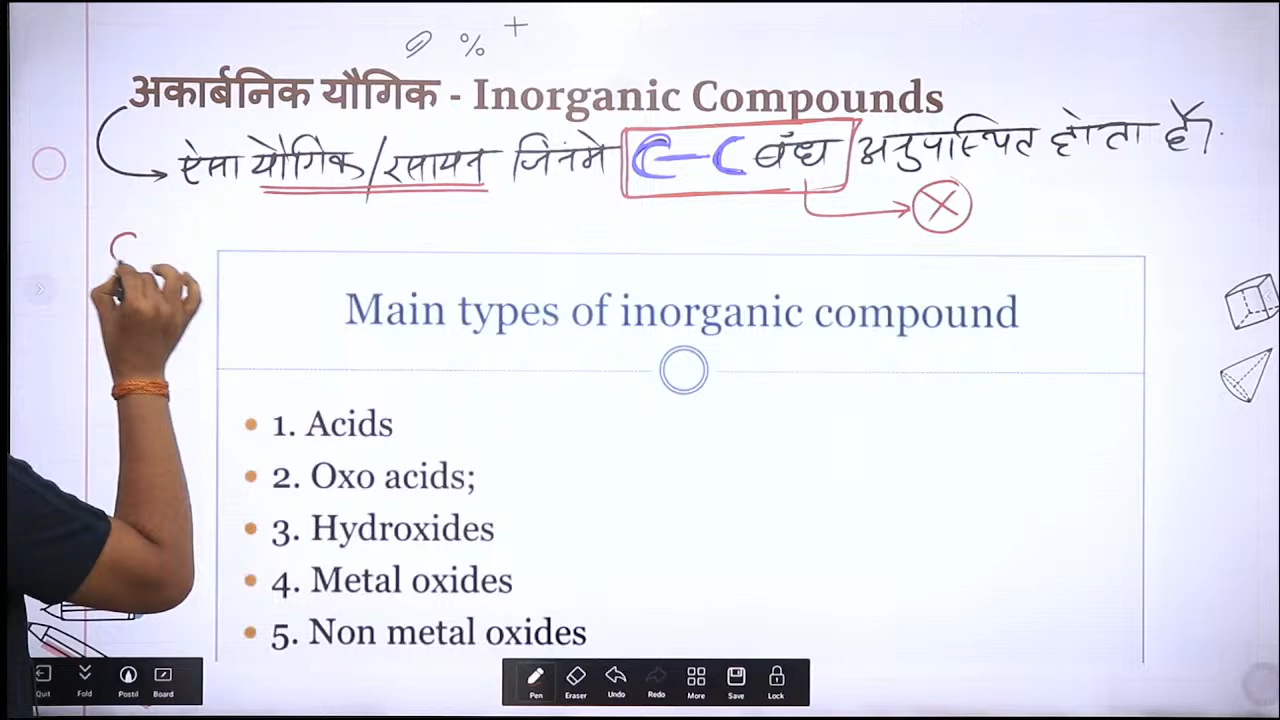 % +
अकार्बनिक यौगिक - Inorganic Compounds
ऐसा यौगिक/रसायन जिनमे C-C बंध अनुपस्थित होता है।
Main types of inorganic compound
• 1. Acids
• 2. Oxo acids;
• 3. Hydroxides
• 4. Metal oxides
• 5. Non metal oxides
Quit Fold Postil Board Pen Eraser Undo Redo More Save Lock